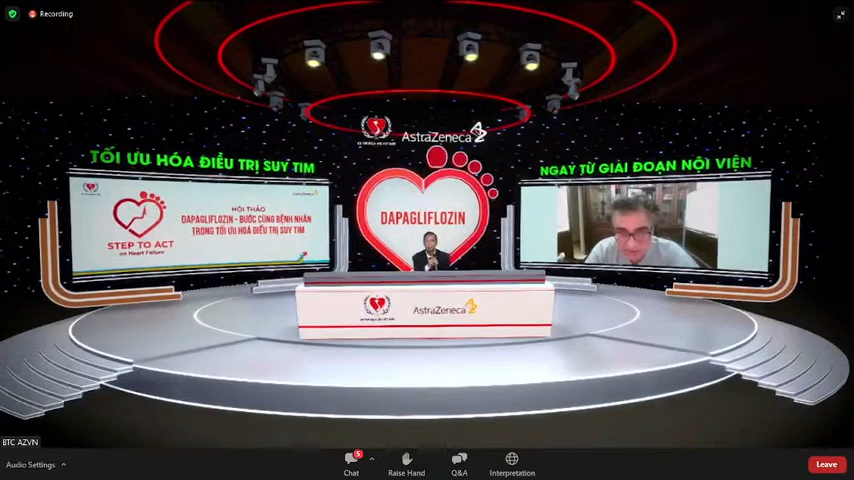 Recording
AstraZeneca
TỐI ƯU HÓA ĐIỀU TRỊ SUY TIM
NGAY TỪ GIAI ĐOẠN NỘI VIỆN
HỘI THẢO
DAPAGLIFLOZIN - BƯỚC CÙNG BỆNH NHÂN
TRONG TỐI ƯU HOÁ ĐIỀU TRỊ SUY TIM
STEP TO ACT
on Heart Failure
DAPAGLIFLOZIN
AstraZeneca
BTC AZVN
Audio Settings
5
Chat
Raise Hand
Q&A
Interpretation
Leave